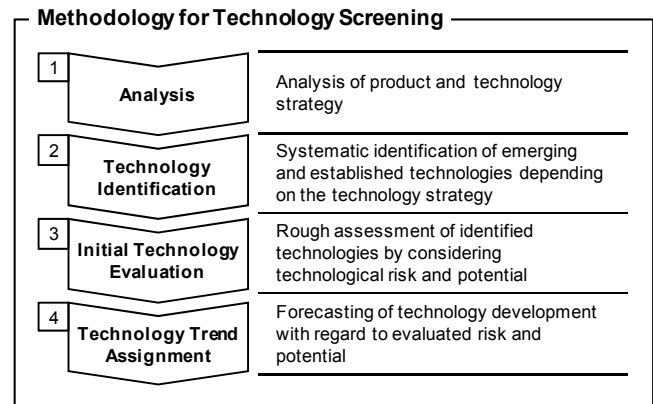 Methodology for Technology Screening
1
Analysis
Analysis of product and technology
strategy
2
Technology
Identification
Systematic identification of emerging
and established technologies depending
on the technology strategy
3
Initial Technology
Evaluation
Rough assessment of identified
technologies by considering
technological risk and potential
4
Technology Trend
Assignment
Forecasting of technology development
with regard to evaluated risk and
potential